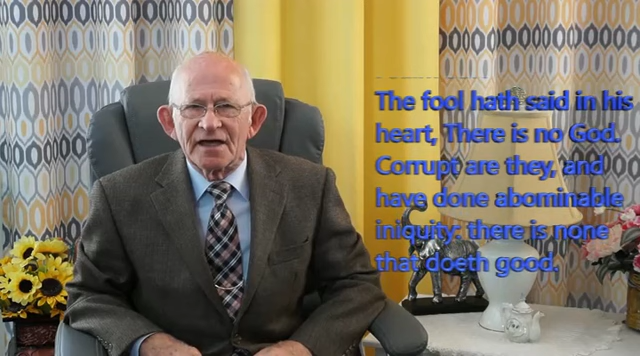 The fool hath said in his
heart, There is no God.
Corrupt are they, and
have done abominable
iniquity: there is none
that doeth good.